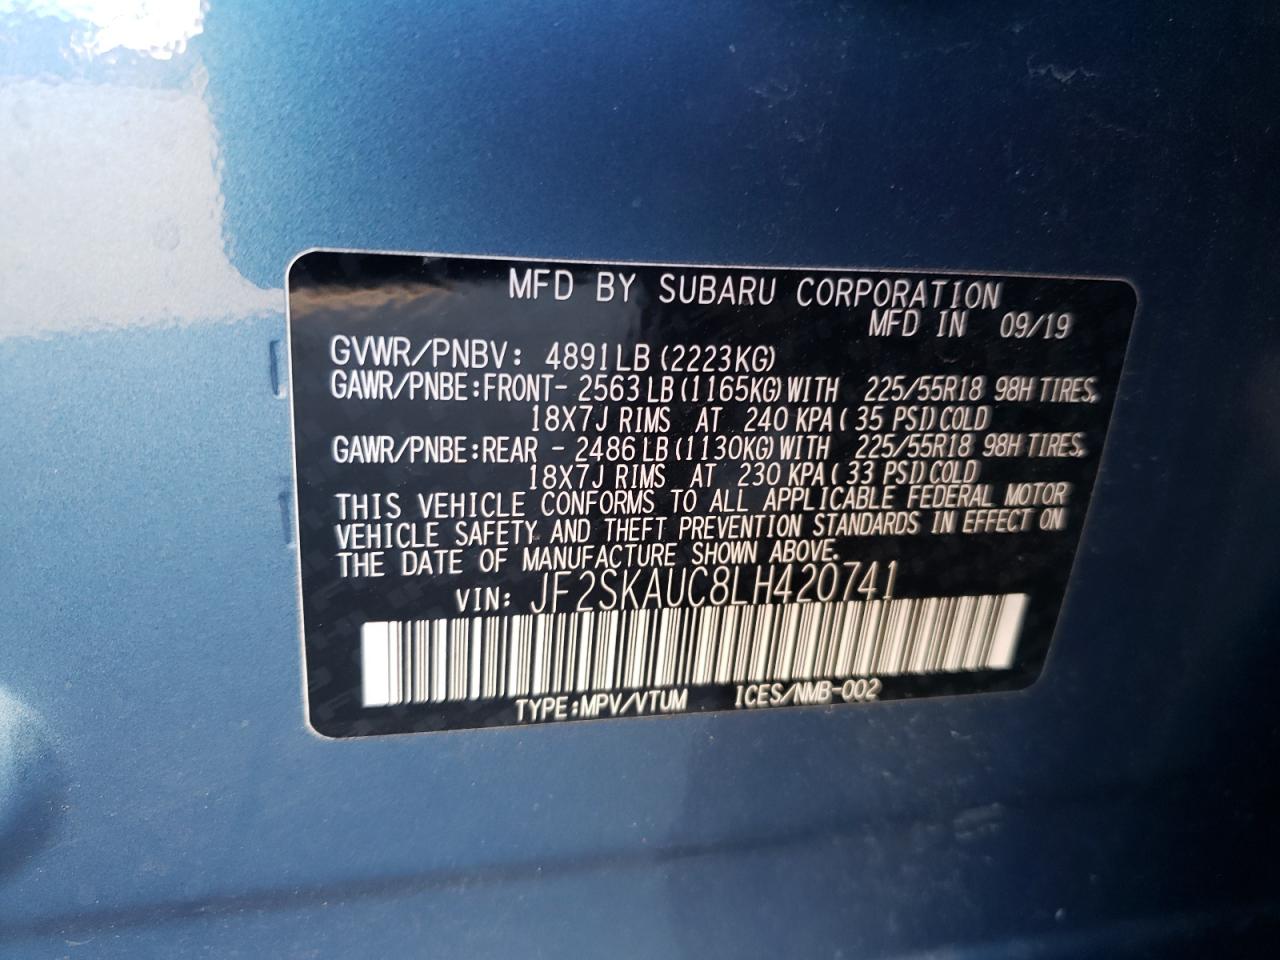 MFD BY SUBARU CORPORATION
MFD IN 09/19
GVWR/PNBV: 4891LB (2223KG)
GAWR/PNBE:FRONT- 2563 LB (1165KG) WITH 225/55R18 98H TIRES,
18X7J RIMS AT 240 KPA ( 35 PSI) COLD
GAWR/PNBE:REAR - 2486 LB (1130KG) WITH 225/55R18 98H TIRES,
18X7J RIMS AT 230 KPA ( 33 PSI) COLD
THIS VEHICLE CONFORMS TO ALL APPLICABLE FEDERAL MOTOR
VEHICLE SAFETY AND THEFT PREVENTION STANDARDS IN EFFECT ON
THE DATE OF MANUFACTURE SHOWN ABOVE.
VIN: JF2SKAUC8LH420741
TYPE:MPV/VTUM ICES/NMB-002